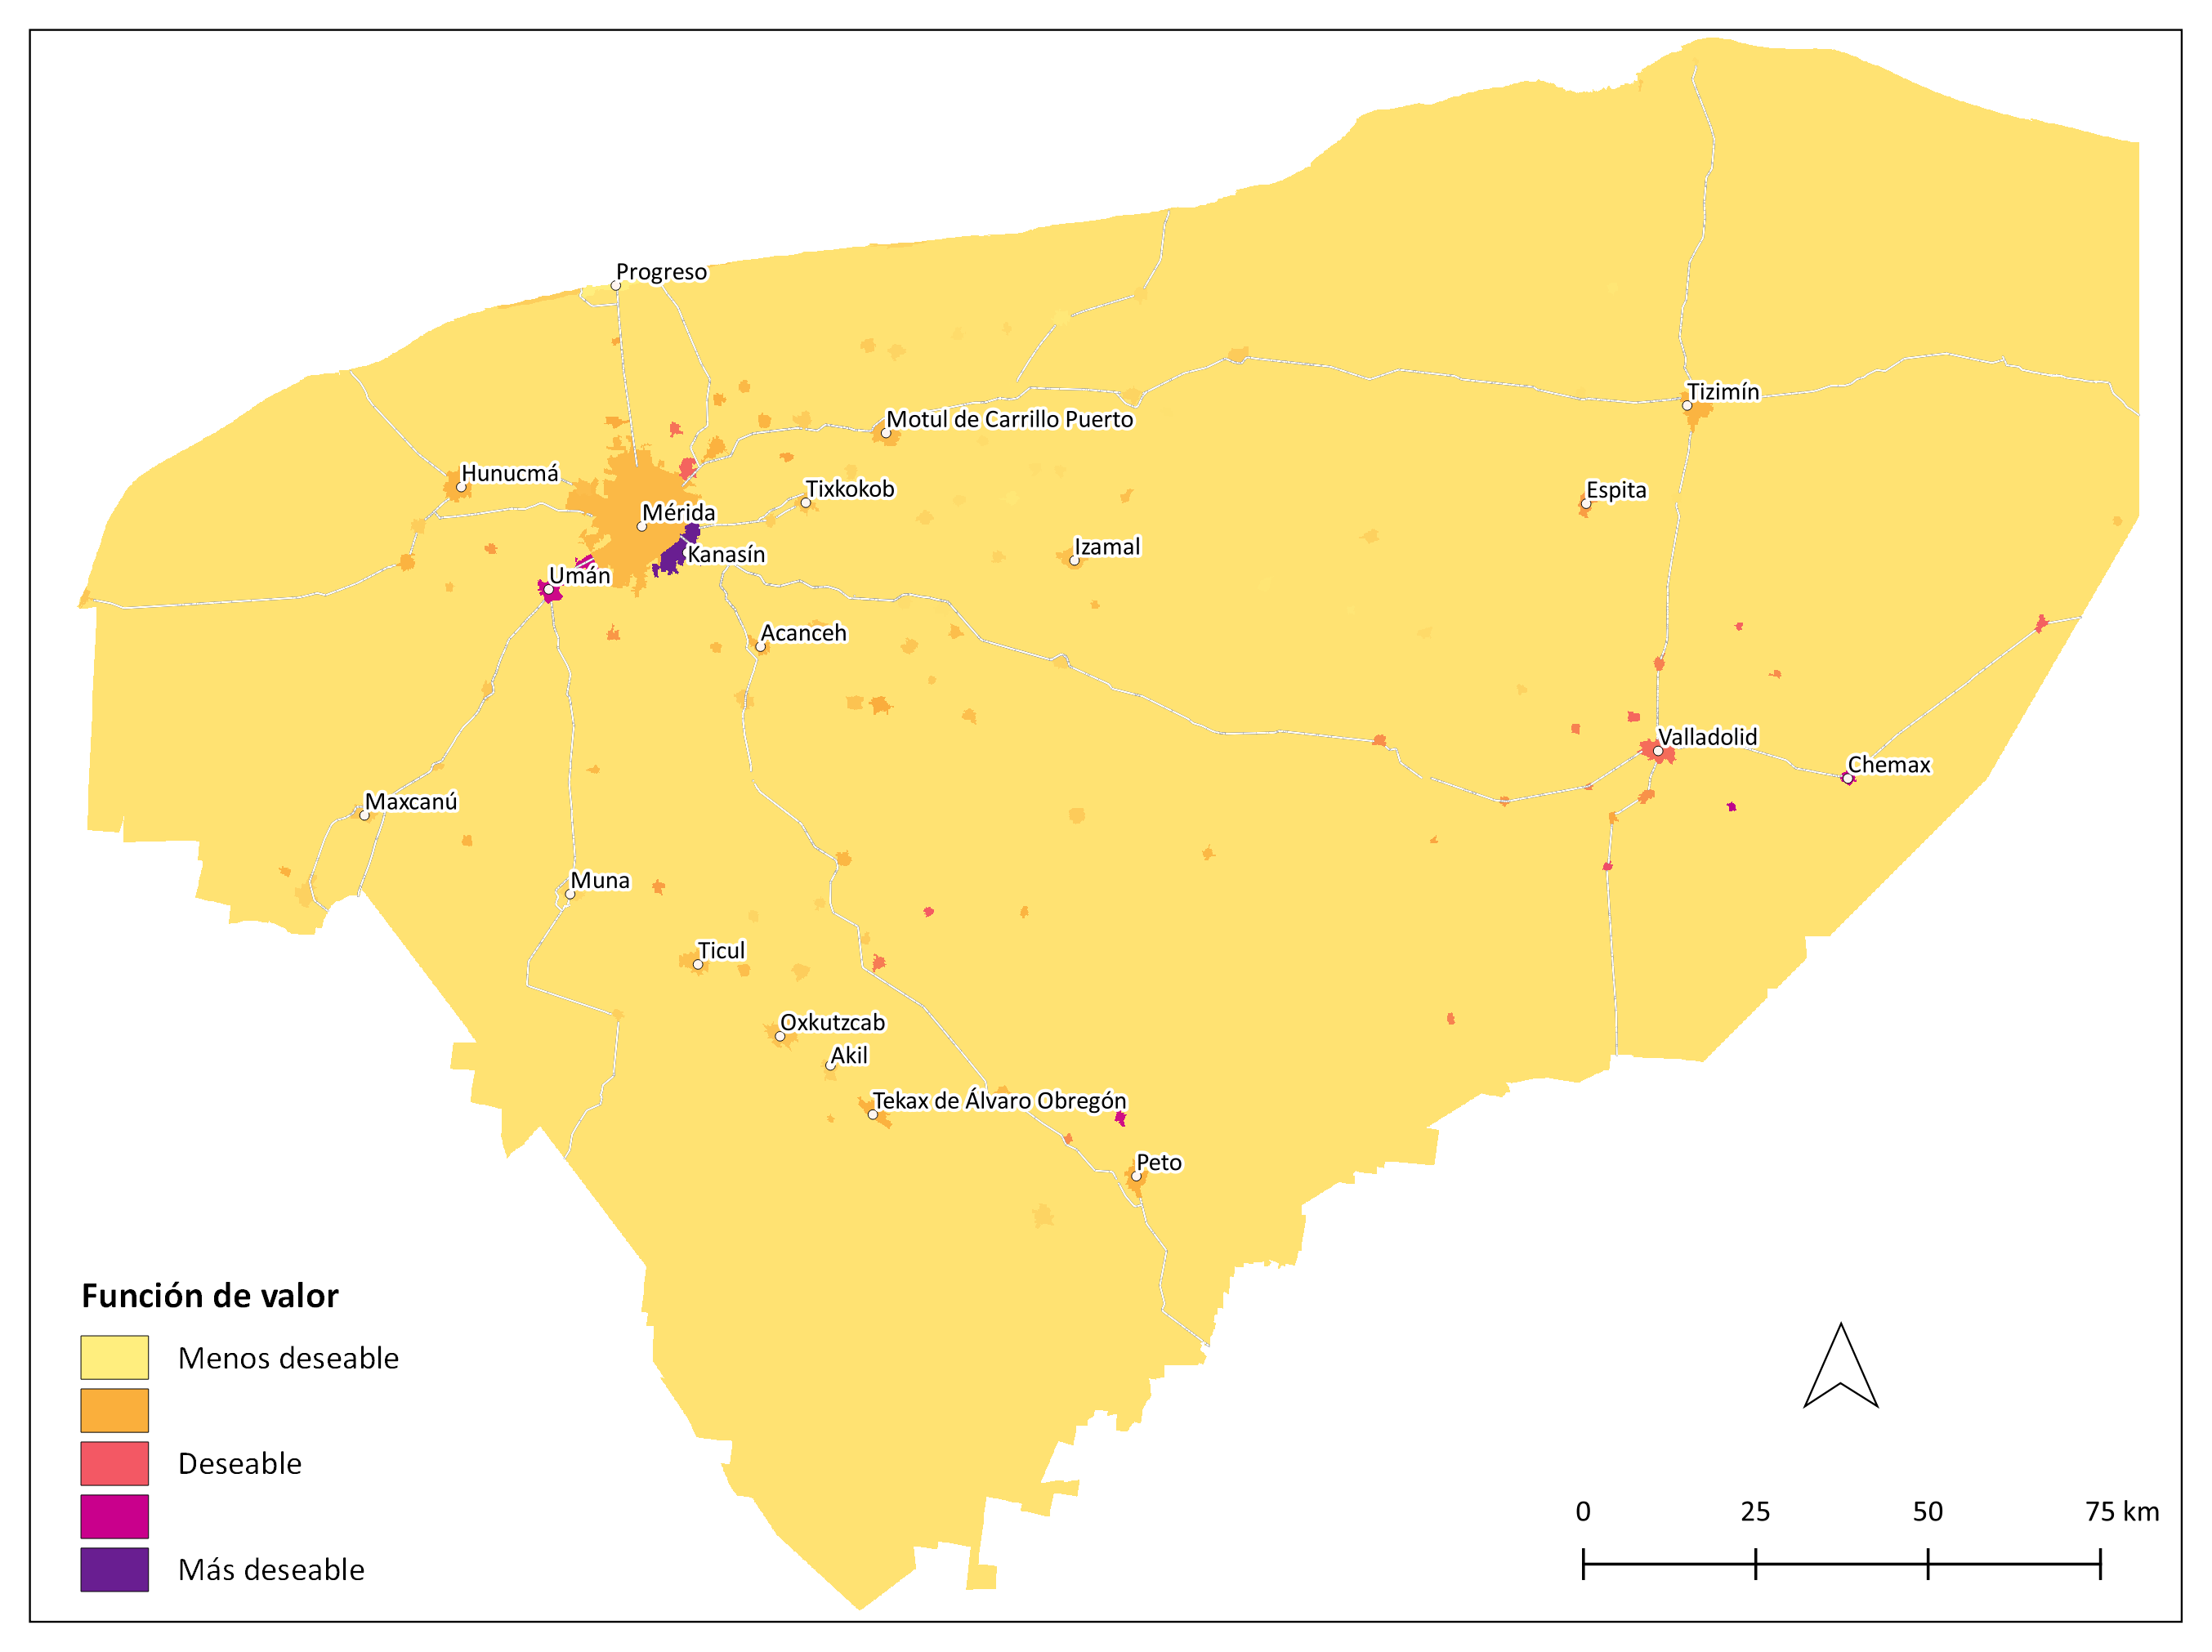 Progreso
Tizimín
Motul de Carrillo Puerto
Hunucmá
Tixkokob
Espita
Mérida
Izamal
Kanasín
Umán
Acanceh
Valladolid
Chemax
Maxcanú
Muna
Ticul
Oxkutzcab
Akil
Tekax de Álvaro Obregón
Peto
Función de valor
Menos deseable
Deseable
Más deseable
0 25 50 75 km